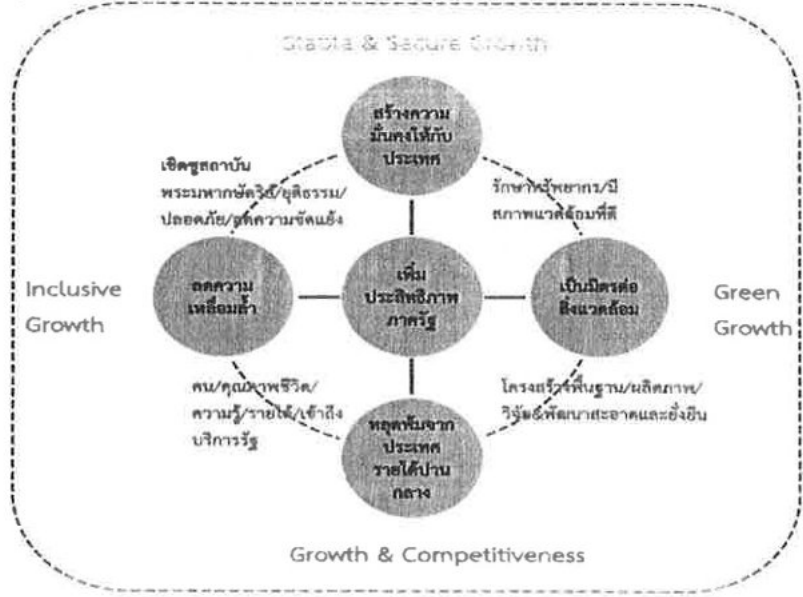 Stable & Secure Growth
สร้างความ
มั่นคงให้กับ
ประเทศ
เชิดชูสถาบัน
พระมหากษัตริย์/ยุติธรรม/
ปลอดภัย/ลดความขัดแย้ง
รักษาทรัพยากร/มี
สภาพแวดล้อมที่ดี
Inclusive
Growth
ลดความ
เหลื่อมล้ำ
เพิ่ม
ประสิทธิภาพ
ภาครัฐ
เป็นมิตรต่อ
สิ่งแวดล้อม
Green
Growth
คน/คุณภาพชีวิต/
ความรู้/รายได้/เข้าถึง
บริการรัฐ
โครงสร้างพื้นฐาน/ผลิตภาพ/
วิจัย&พัฒนาสะอาดและยั่งยืน
หลุดพ้นจาก
ประเทศ
รายได้ปาน
กลาง
Growth & Competitiveness